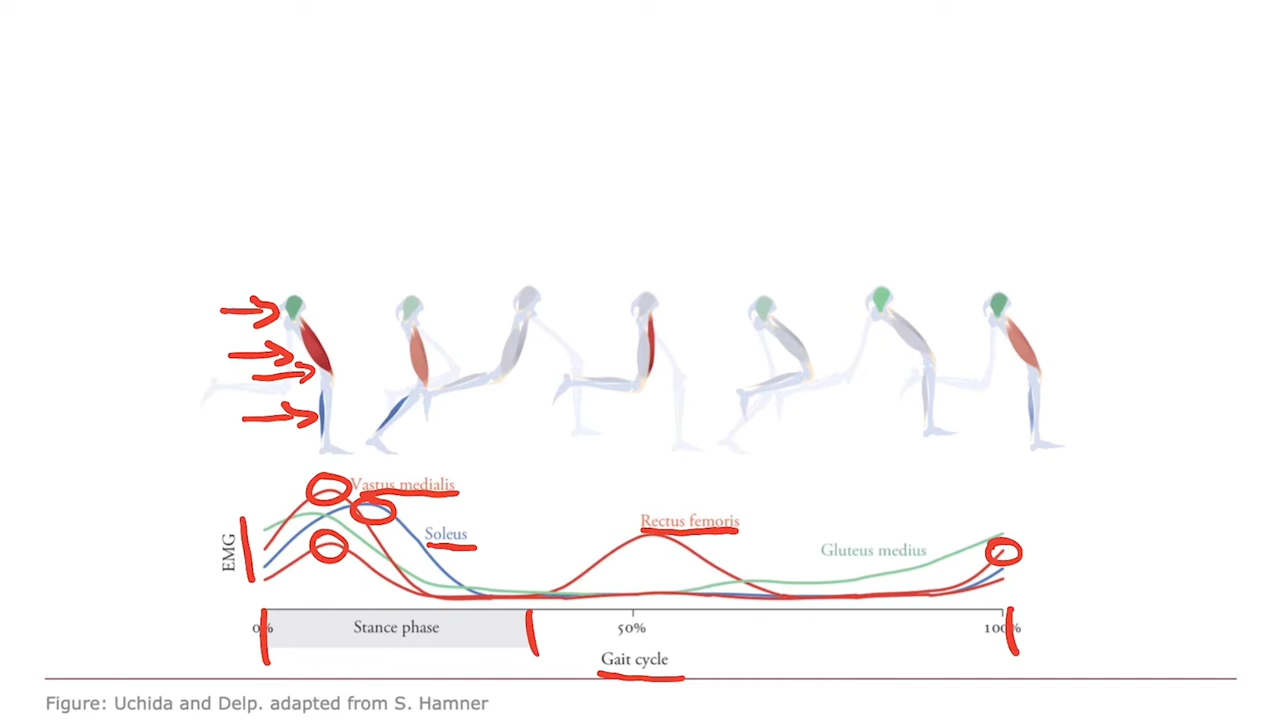 Vastus medialis
Soleus
Rectus femoris
Gluteus medius
EMG
0%
Stance phase
50%
100%
Gait cycle
Figure: Uchida and Delp. adapted from S. Hamner